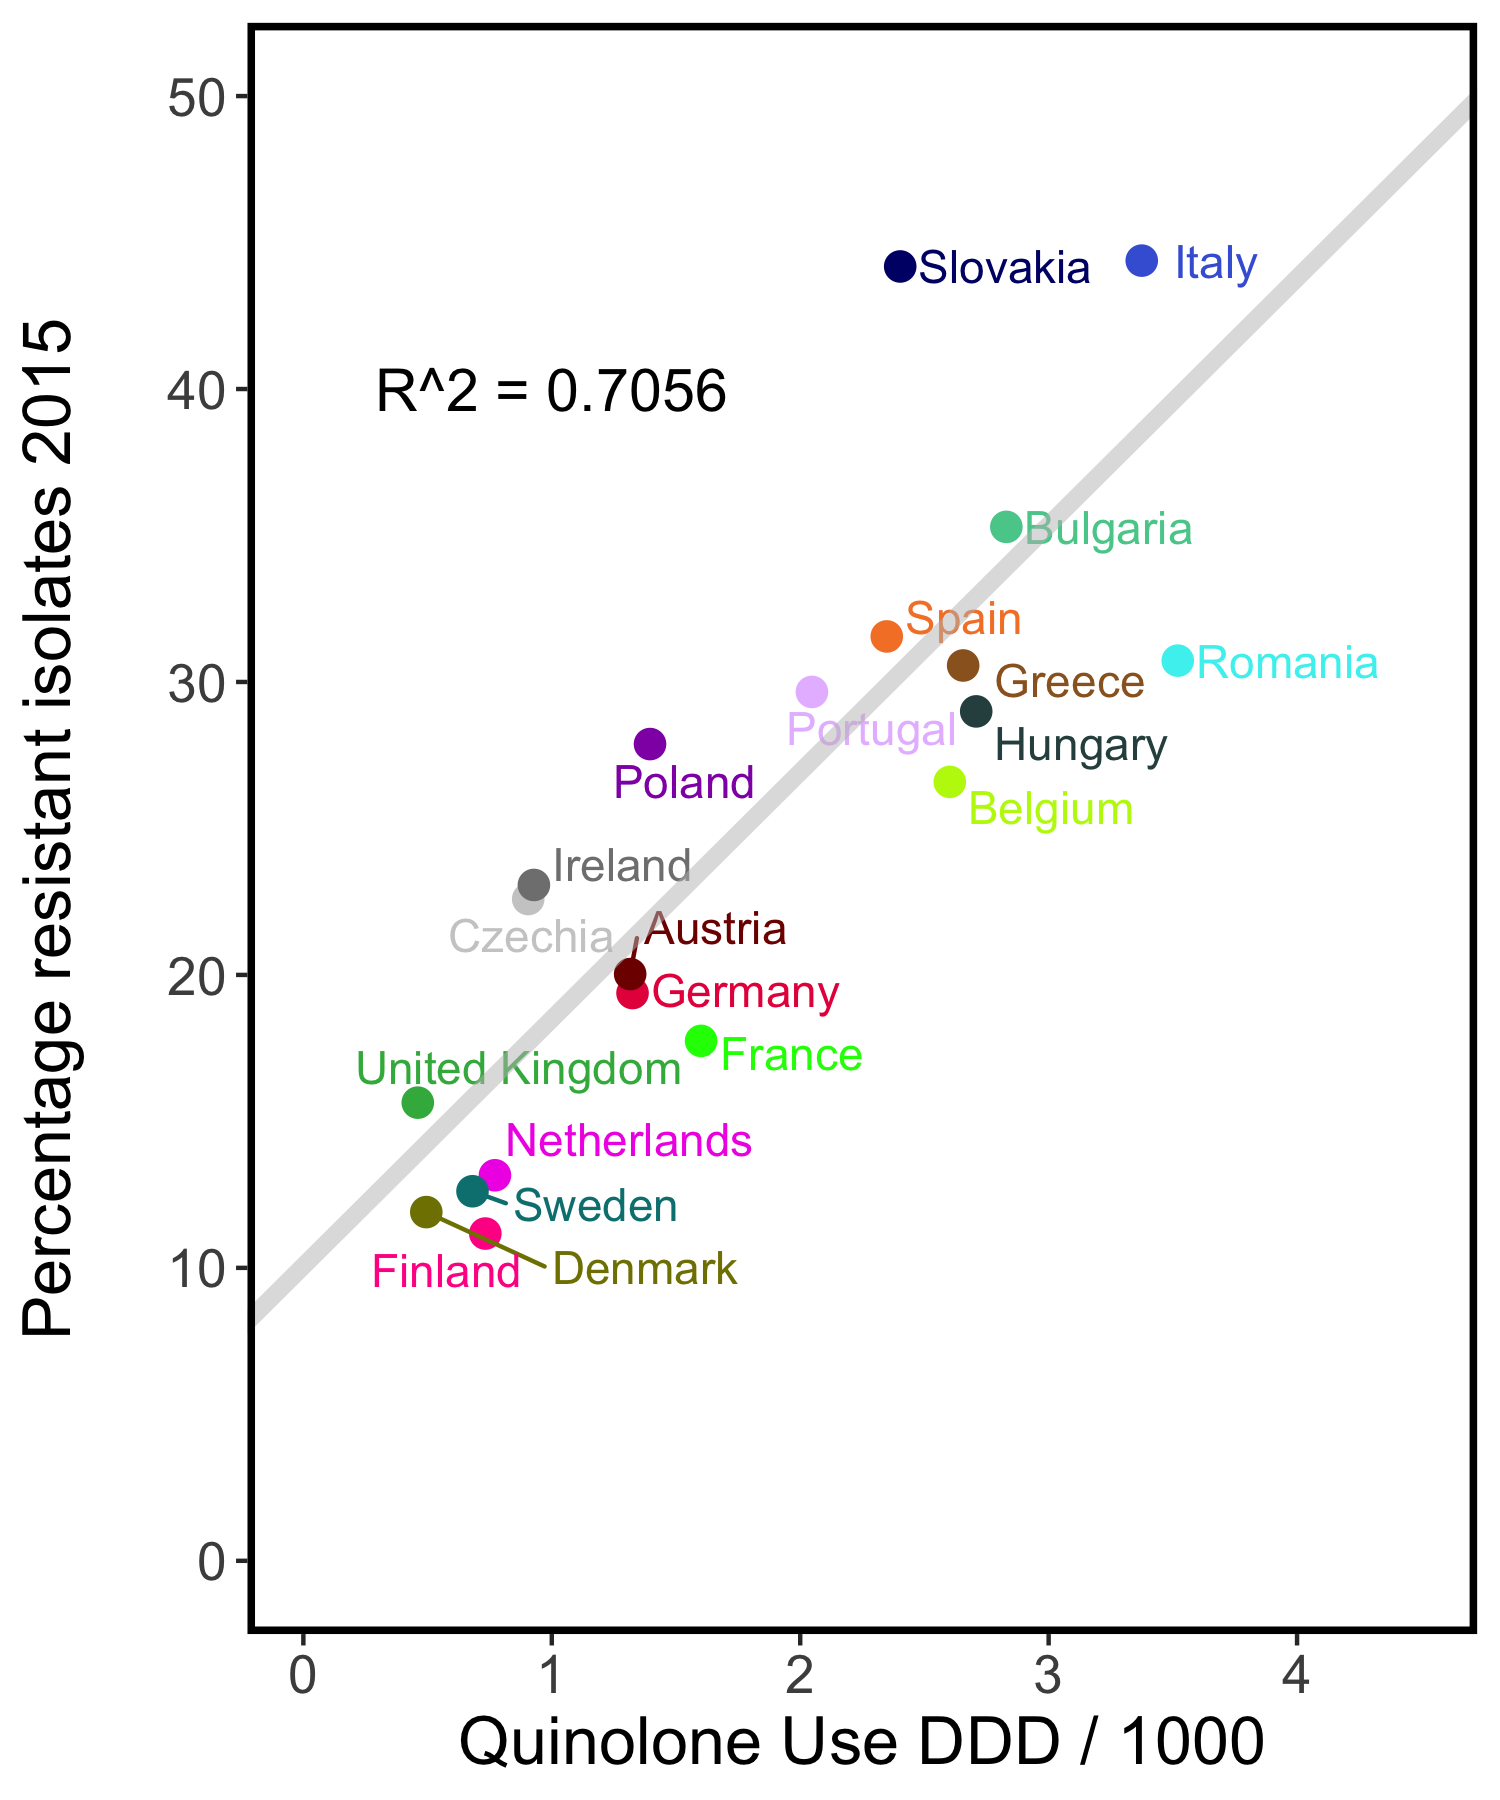 50
Slovakia
Italy
40
R^2 = 0.7056
Bulgaria
Spain
Romania
30
Greece
Portugal
Hungary
Poland
Belgium
Ireland
Czechia
Austria
20
Germany
France
United Kingdom
Netherlands
Sweden
10
Finland
Denmark
0
0 1 2 3 4
Quinolone Use DDD / 1000
Percentage resistant isolates 2015